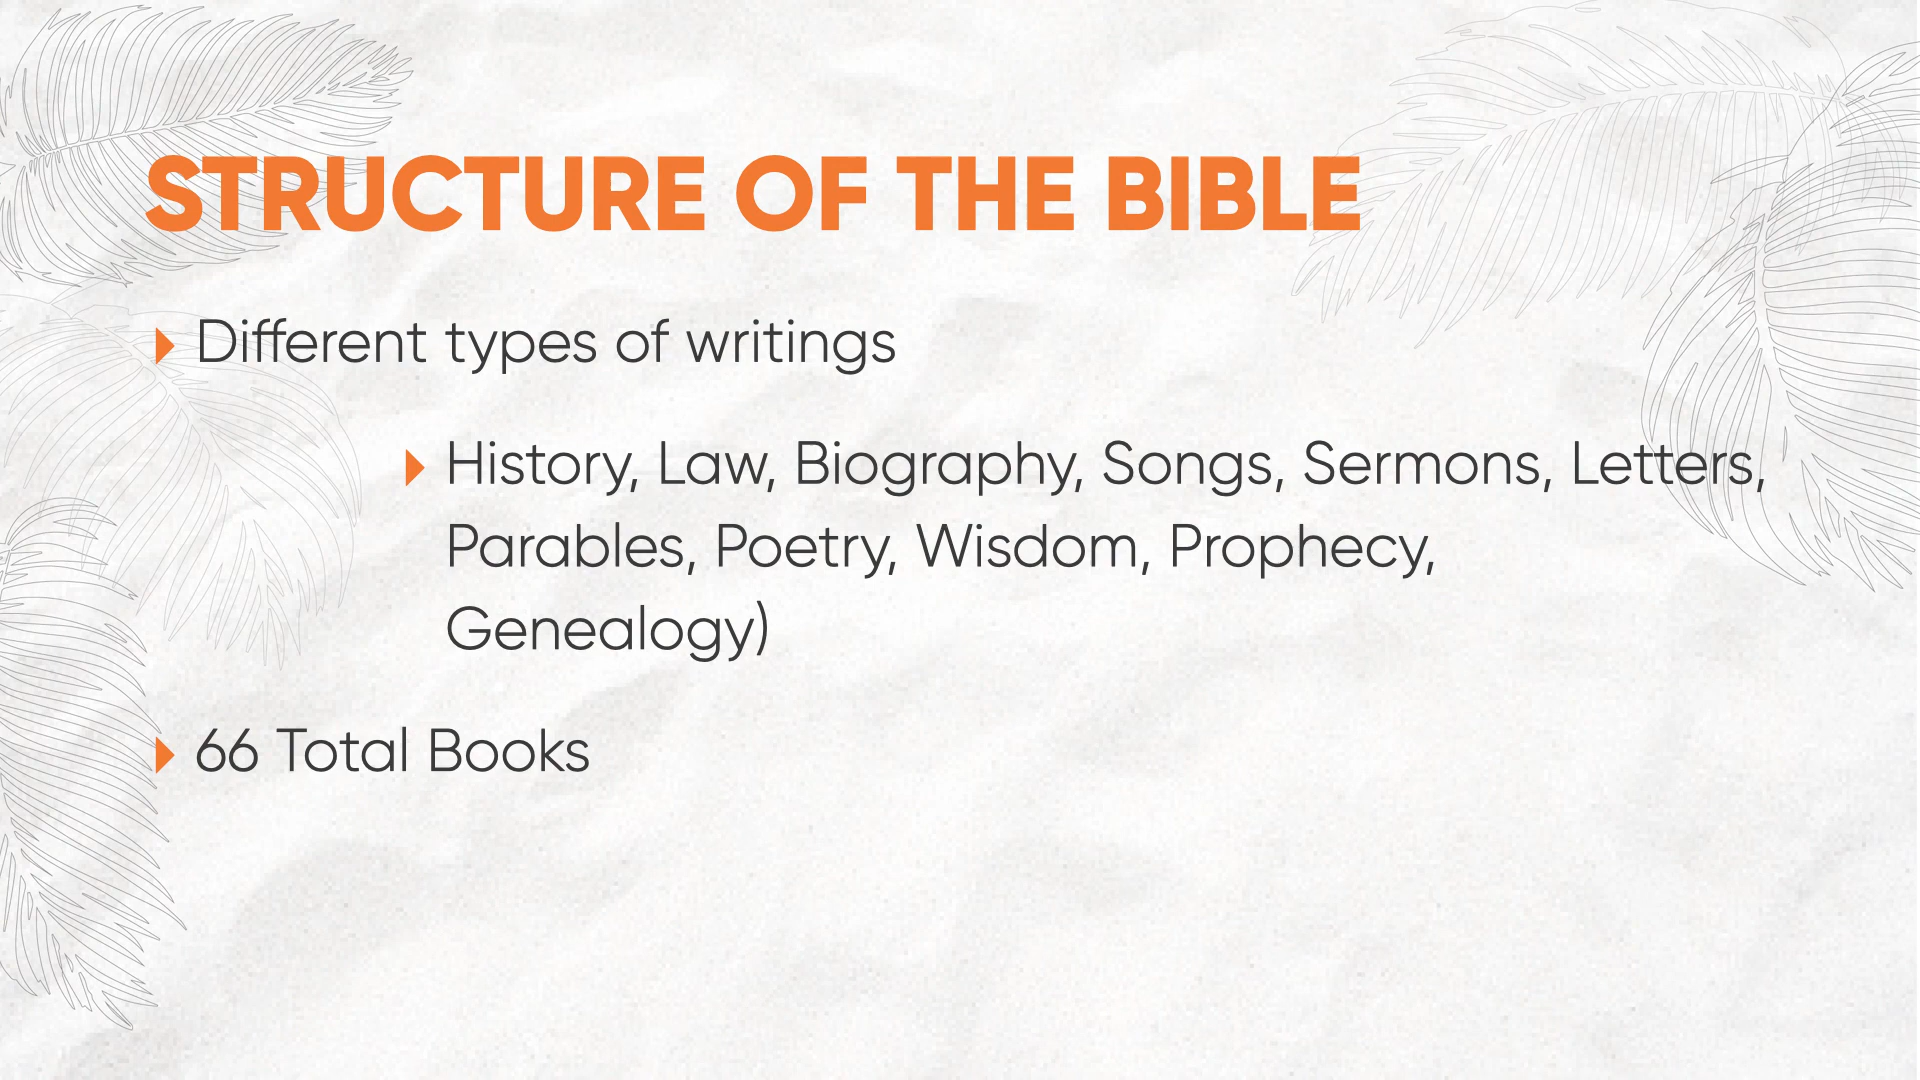 STRUCTURE OF THE BIBLE
Different types of writings
History, Law, Biography, Songs, Sermons, Letters,
Parables, Poetry, Wisdom, Prophecy,
Genealogy)
66 Total Books